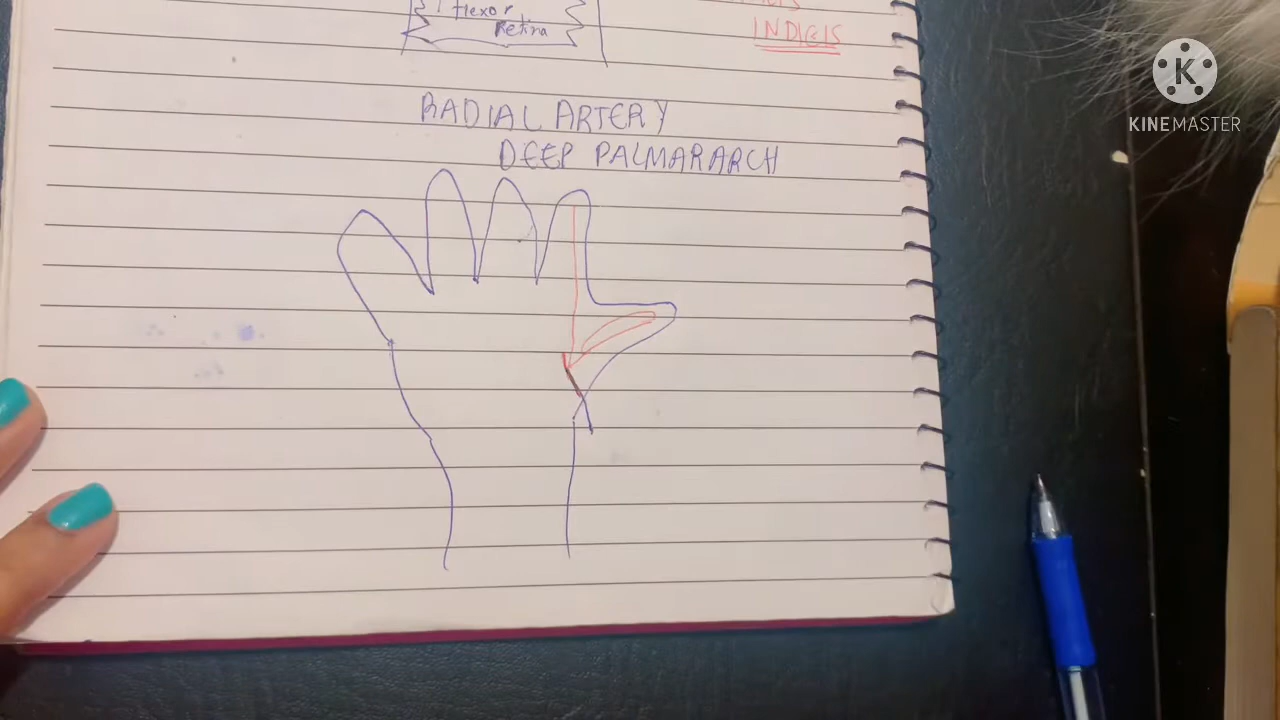 flexor
Retina
INDICIS
RADIAL ARTERY
DEEP PALMAR ARCH
K
KINEMASTER